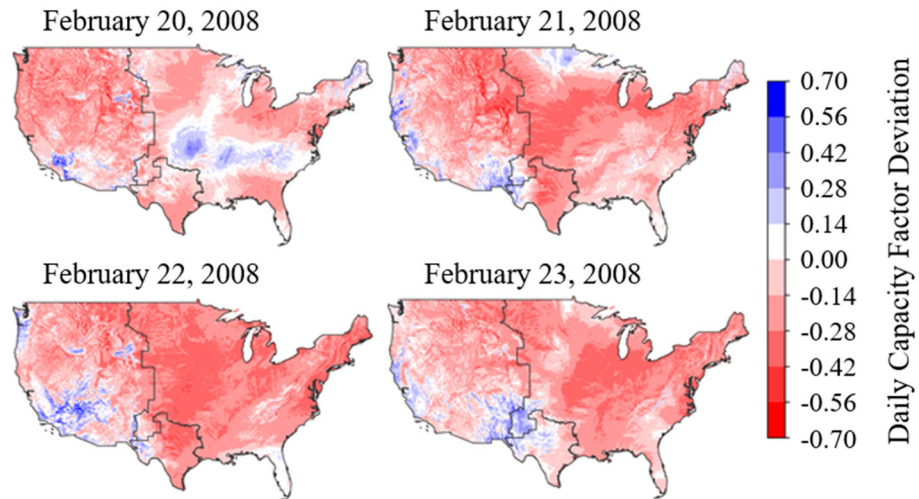 February 20, 2008
February 21, 2008
February 22, 2008
February 23, 2008
0.70
0.56
0.42
0.28
0.14
0.00
-0.14
-0.28
-0.42
-0.56
-0.70
Daily Capacity Factor Deviation